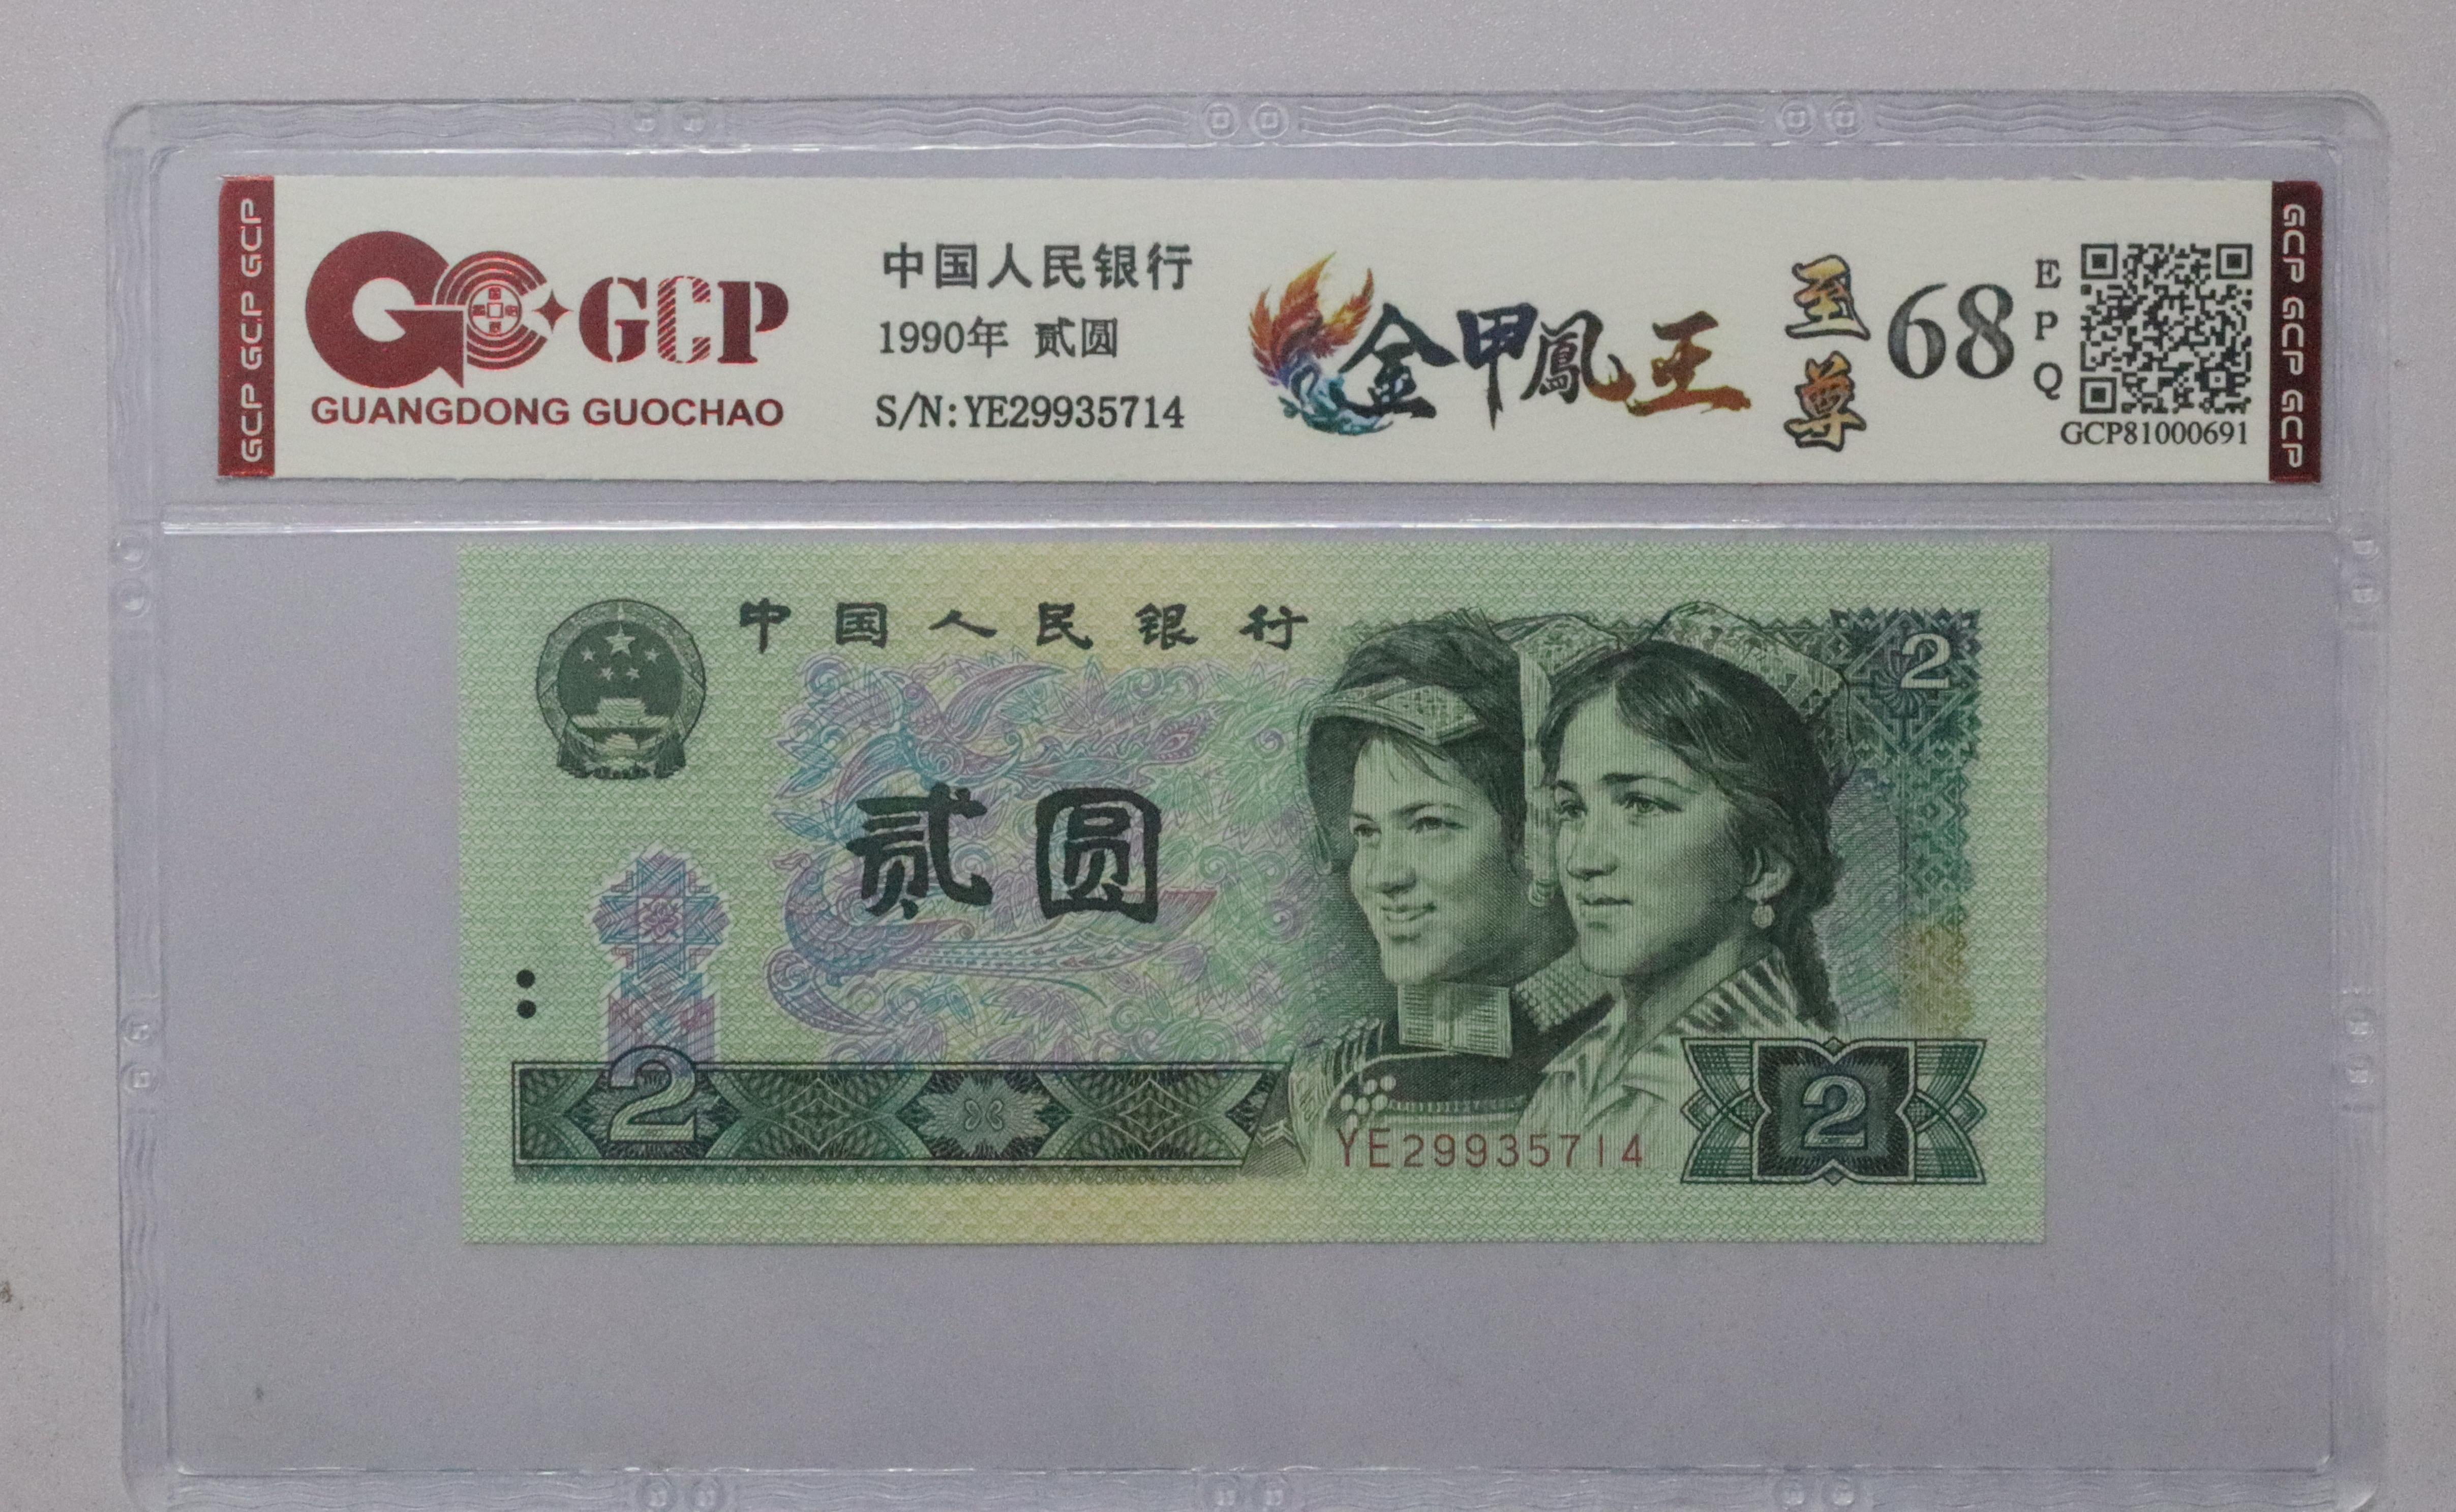 GCP GCP GCP
GCP
GUANGDONG GUOCHAO
中国人民银行
1990年 贰圆
S/N:YE29935714
金甲鳳王
至尊
68
EPQ
GCP81000691
GCP GCP GCP
中国人民银行
2
贰圆
2
YE29935714
2